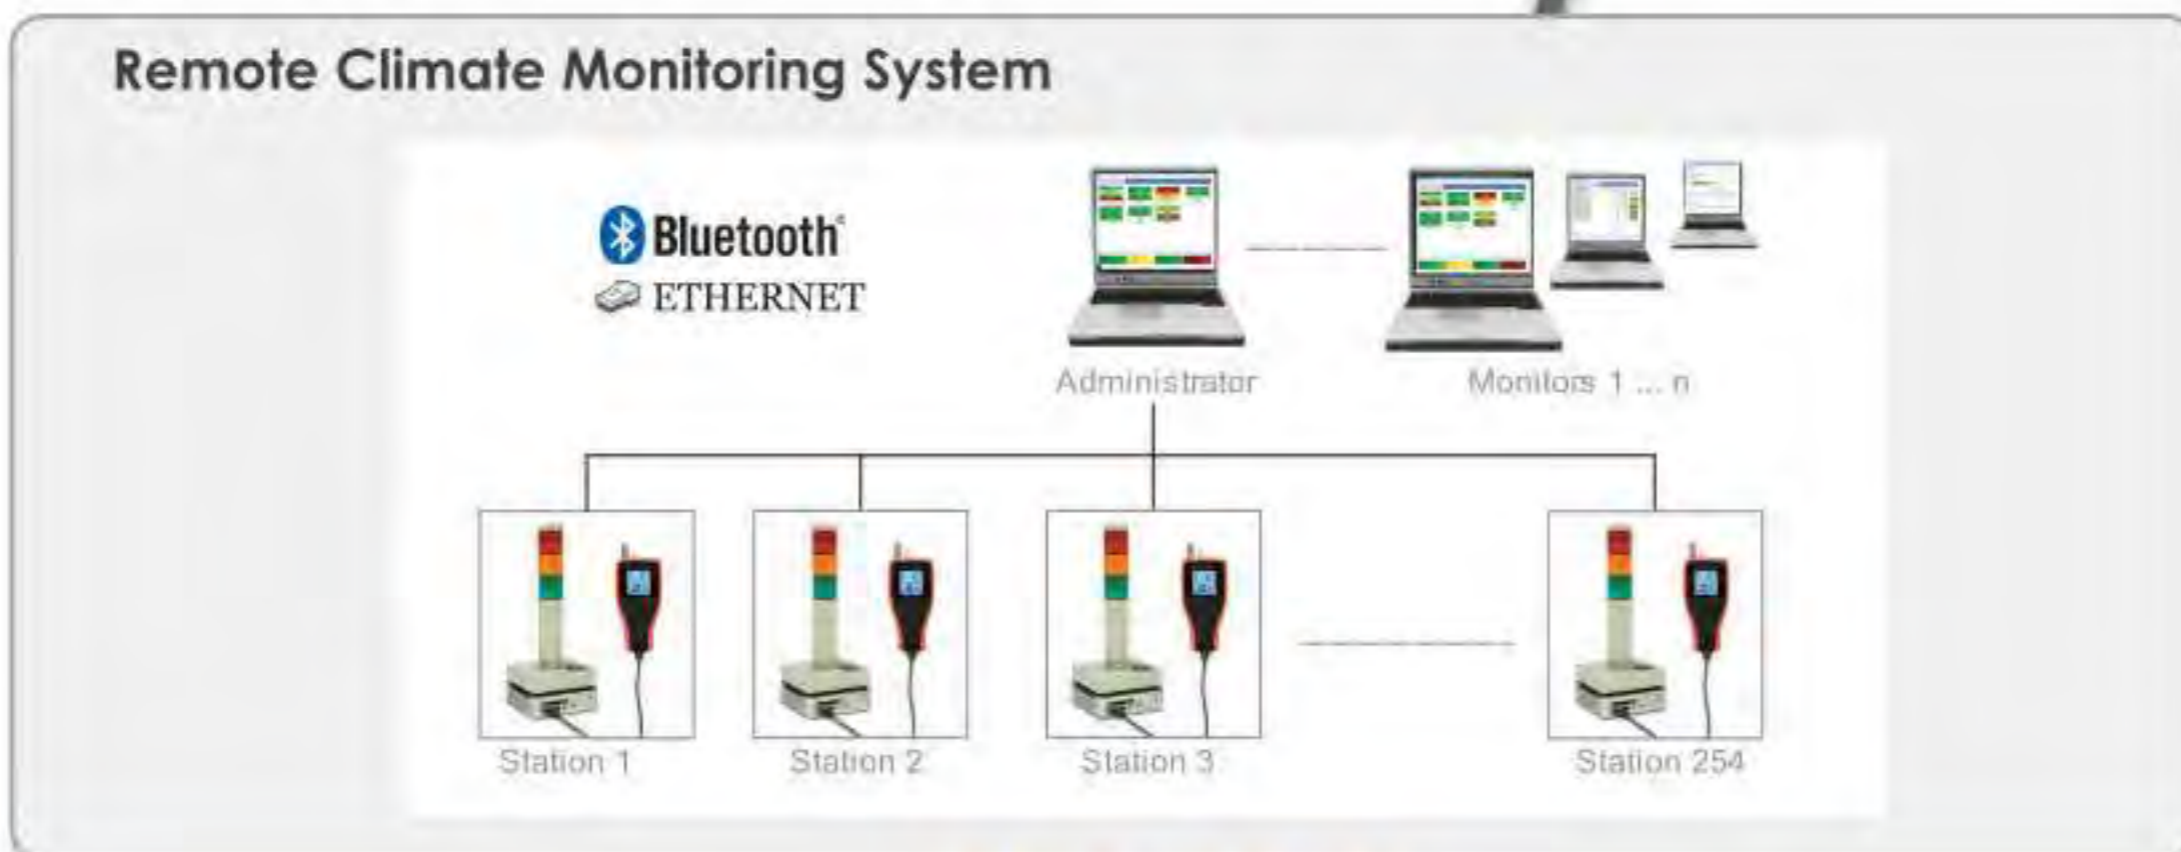 Remote Climate Monitoring System
Bluetooth®
ETHERNET
Administrator
Monitors 1 ... n
Station 1
Station 2
Station 3
Station 254